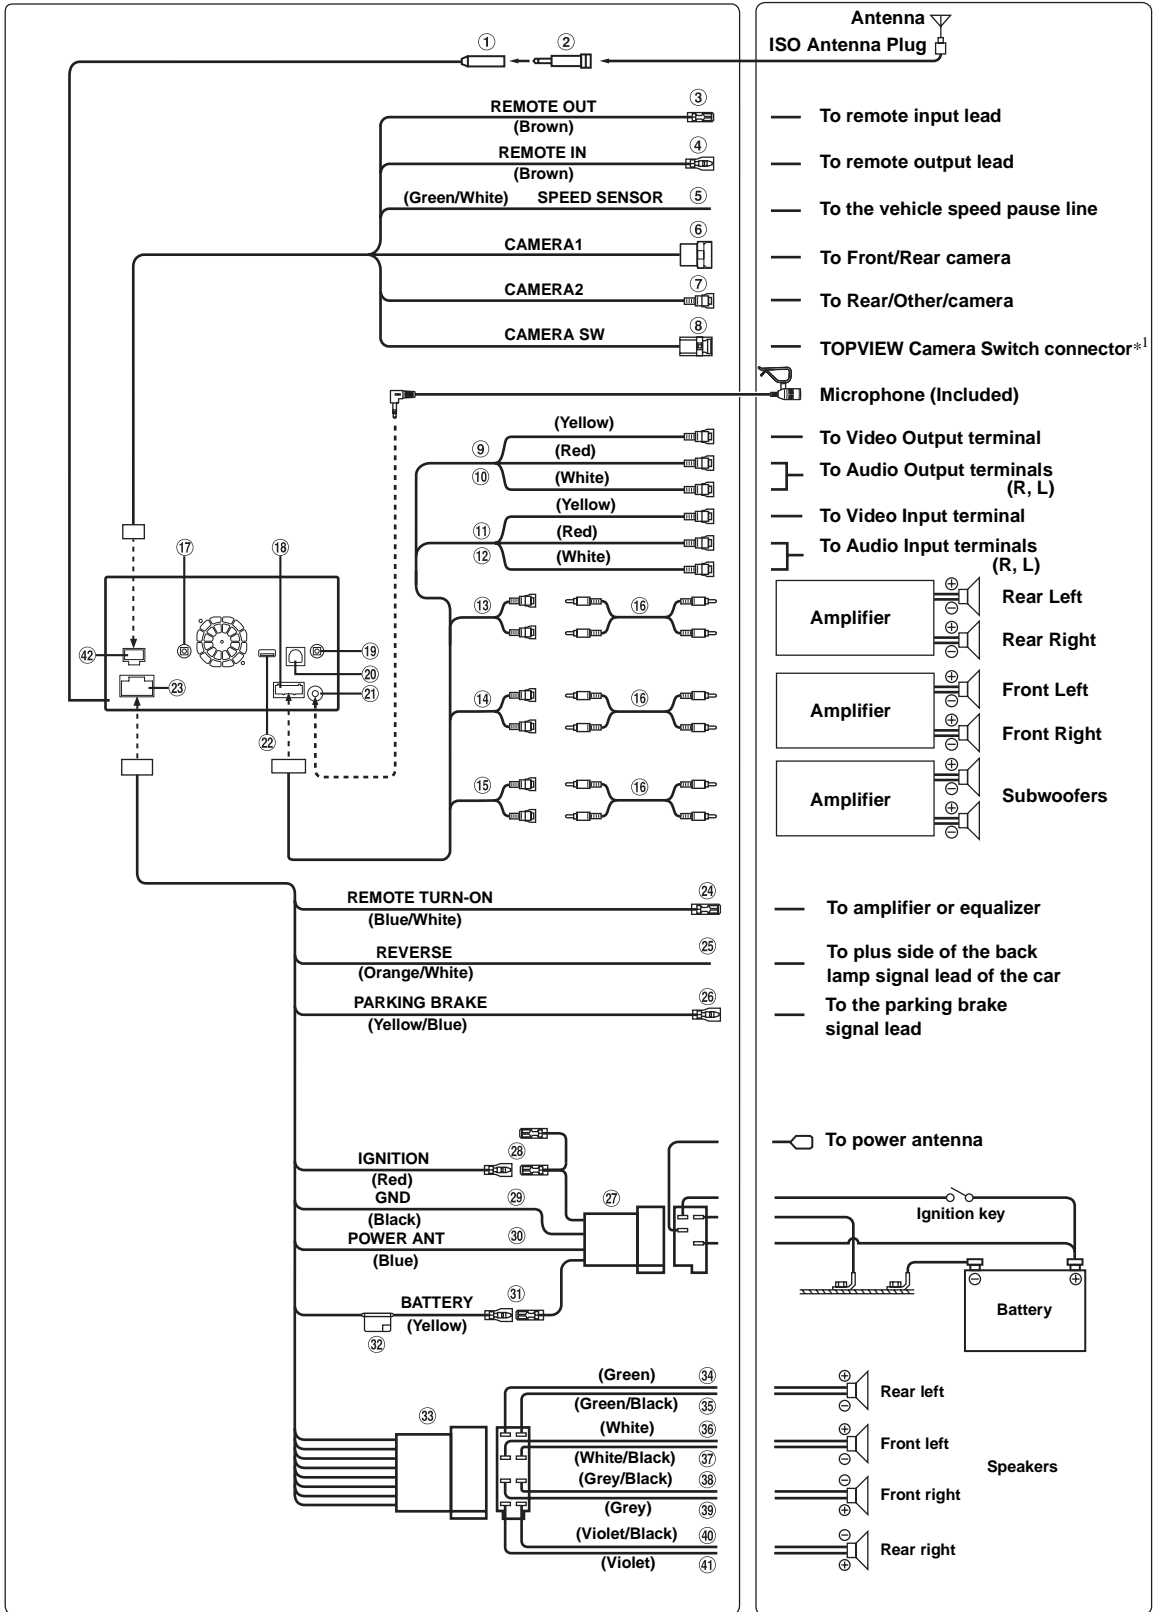 Antenna
ISO Antenna Plug
① ②
REMOTE OUT ③ To remote input lead
(Brown)
REMOTE IN ④ To remote output lead
(Brown)
(Green/White) SPEED SENSOR ⑤ To the vehicle speed pause line
CAMERA1 ⑥ To Front/Rear camera
CAMERA2 ⑦ To Rear/Other/camera
CAMERA SW ⑧ TOPVIEW Camera Switch connector*1
Microphone (Included)
(Yellow) To Video Output terminal
⑨ (Red) To Audio Output terminals
⑩ (White) (R, L)
(Yellow) To Video Input terminal
⑪ (Red) To Audio Input terminals
⑫ (White) (R, L)
⑰ ⑱
⑬ ⑯ Amplifier ⊕ ⊖ Rear Left
⊕ ⊖ Rear Right
㊷ ⑲
⑳
㉓ ㉑
⑭ ⑯ Amplifier ⊕ ⊖ Front Left
⊕ ⊖ Front Right
㉒
⑮ ⑯ Amplifier ⊕ ⊖ Subwoofers
⊕ ⊖
REMOTE TURN-ON ㉔ To amplifier or equalizer
(Blue/White)
REVERSE ㉕ To plus side of the back
(Orange/White) lamp signal lead of the car
PARKING BRAKE ㉖ To the parking brake
(Yellow/Blue) signal lead
To power antenna
IGNITION ㉘
(Red)
GND ㉙ ㉗ Ignition key
(Black)
POWER ANT ㉚
(Blue)
⊖ ⊕
BATTERY ㉛ Battery
(Yellow)
㉜
(Green) ㉞ ⊕ Rear left
(Green/Black) ㉟ ⊖
㉝ (White) ㊱ ⊕ Front left
(White/Black) ㊲ ⊖
Speakers
(Grey/Black) ㊳ ⊖ Front right
(Grey) ㊴ ⊕
(Violet/Black) ㊵ ⊖ Rear right
(Violet) ㊶ ⊕